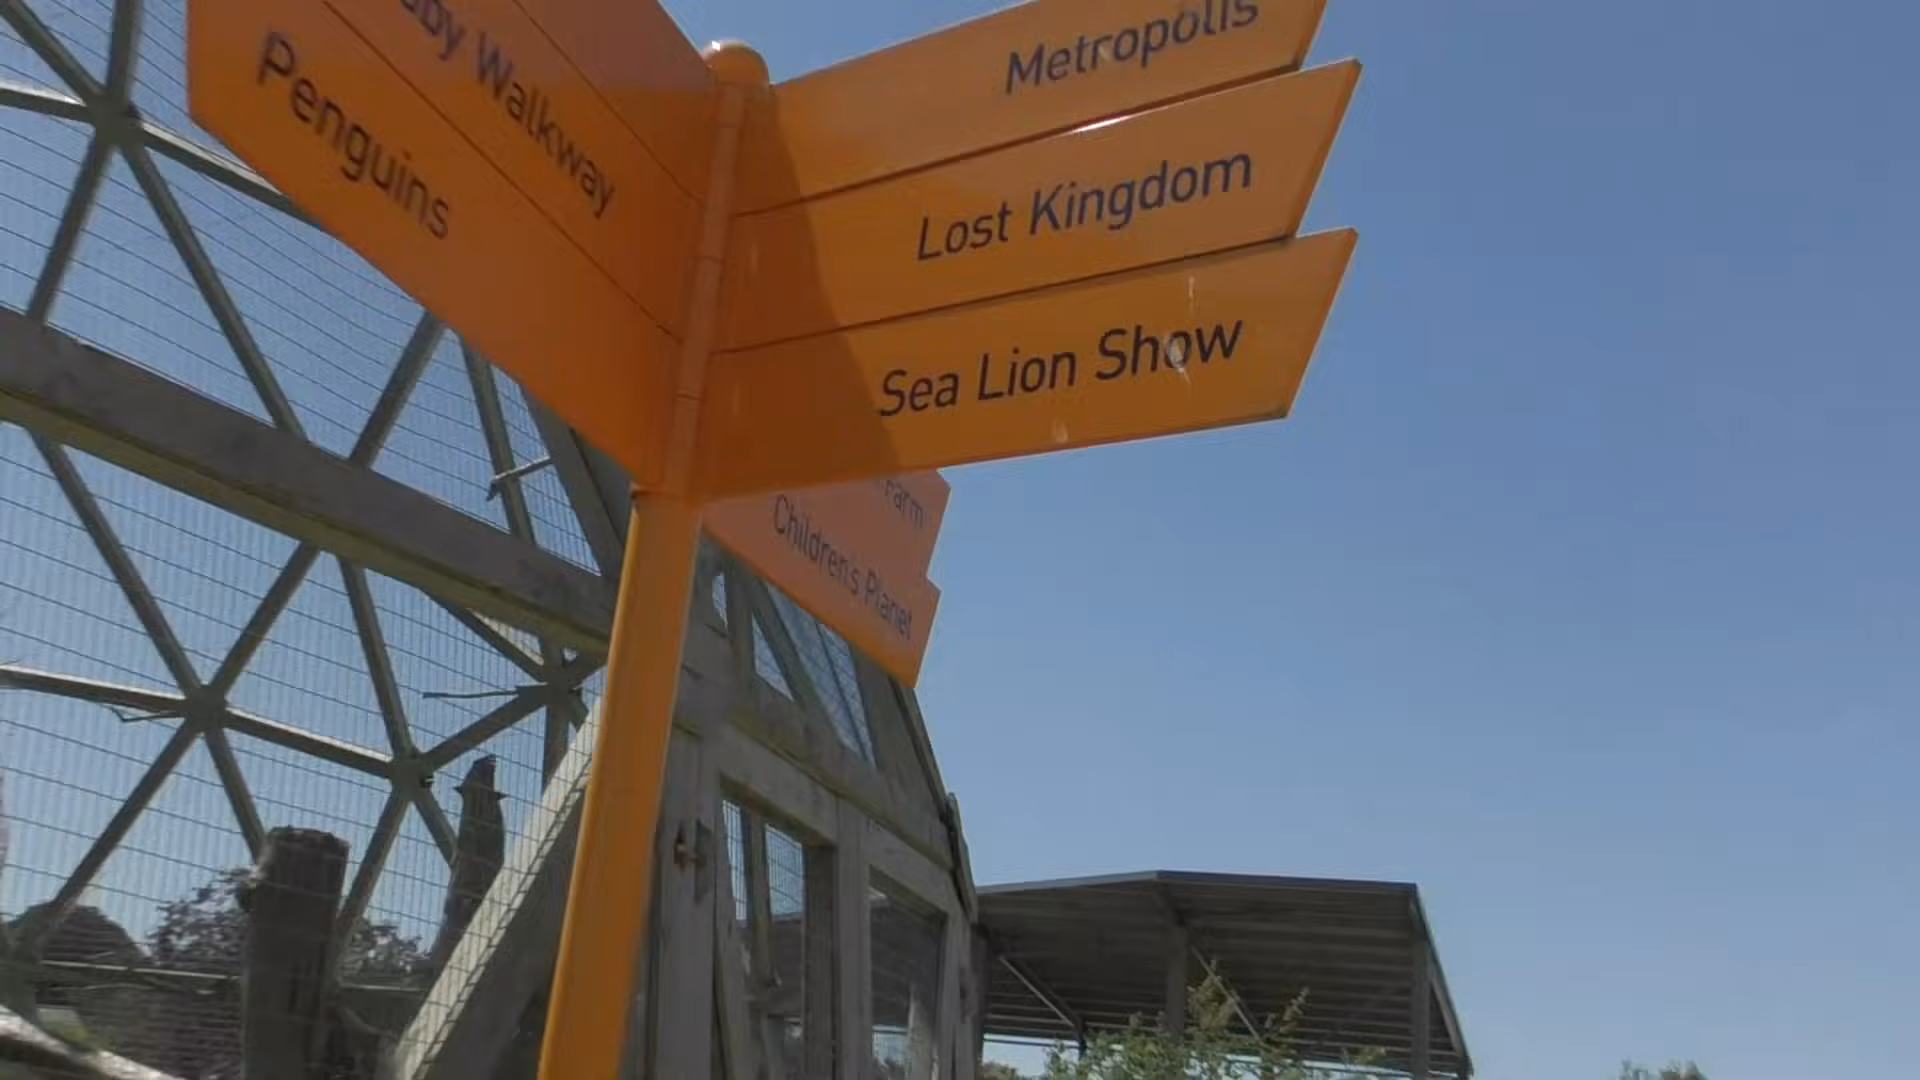 Walkway
Penguins
Metropolis
Lost Kingdom
Sea Lion Show
Farm
Children's Planet